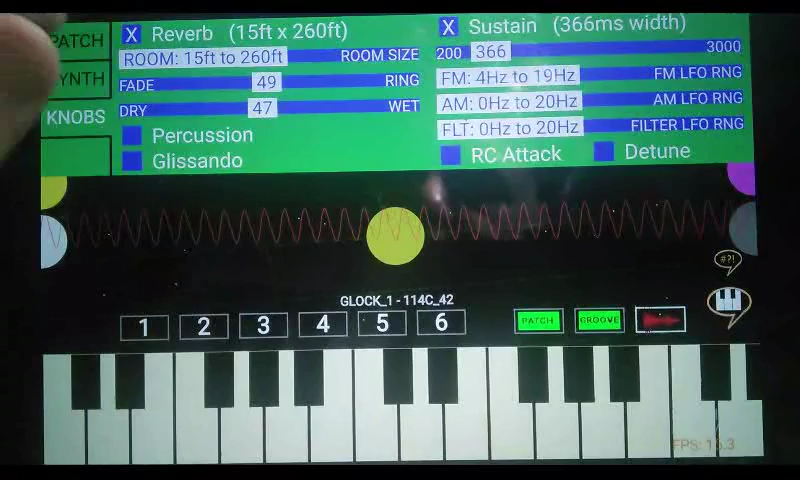 PATCH
YNTH
KNOBS
X Reverb (15ft x 260ft)
ROOM: 15ft to 260ft ROOM SIZE
FADE 49 RING
DRY 47 WET
Percussion
Glissando
X Sustain (366ms width)
200 366 3000
FM: 4Hz to 19Hz FM LFO RNG
AM: 0Hz to 20Hz AM LFO RNG
FLT: 0Hz to 20Hz FILTER LFO RNG
RC Attack Detune
#?!
GLOCK_1 - 114C_42
1 2 3 4 5 6 PATCH GROOVE